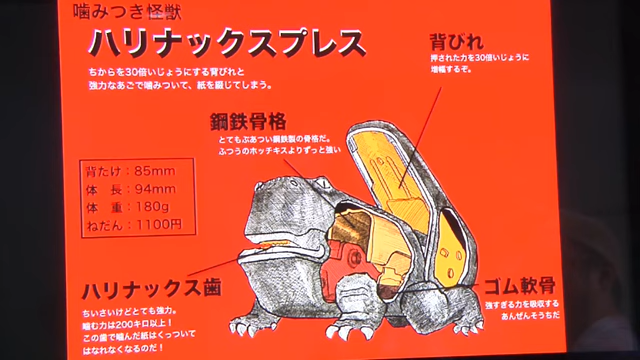 噛みつき怪獣
ハリナックスプレス
ちからを30倍いじょうにする背びれと
強力なあごで噛みついて、紙を綴じてしまう。
背びれ
押された力を30倍いじょうに
増幅するぞ。
鋼鉄骨格
とてもぶあつい鋼鉄製の骨格だ。
ふつうのホッチキスよりずっと強い
背たけ：85mm
体　長：94mm
体　重：180g
ねだん：1100円
ハリナックス歯
ちいさいけどとても強力。
噛む力は200キロ以上！
この歯で噛んだ紙はくっついて
はなれなくなるのだ！
ゴム軟骨
強すぎる力を吸収する
あんぜんそうちだ